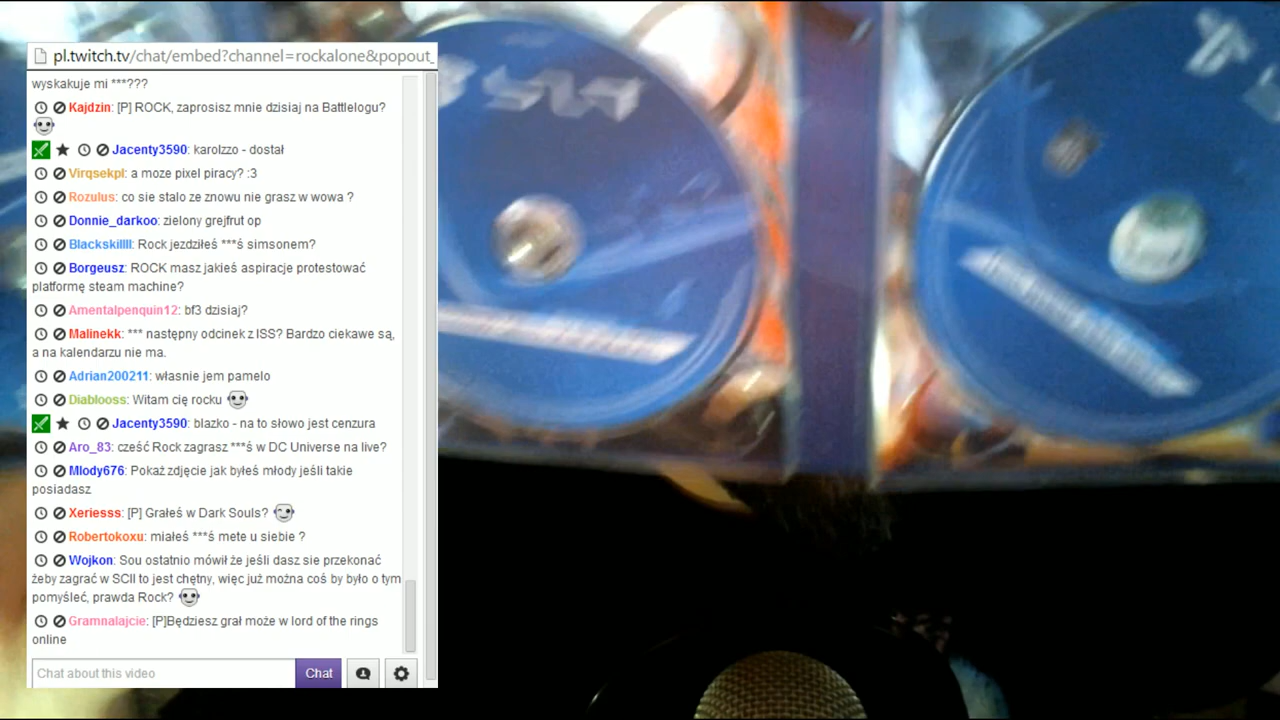 pl.twitch.tv/chat/embed?channel=rockalone&popout_
wyskakuje mi ***???
Kajdzin: [P] ROCK, zaprosisz mnie dzisiaj na Battlelogu?
Jacenty3590: karolzzo - dostał
Virqsekpl: a moze pixel piracy? :3
Rozulus: co sie stalo ze znowu nie grasz w wowa ?
Donnie_darkoo: zielony grejfrut op
Blackskillll: Rock jezdziłeś ***ś simsonem?
Borgeusz: ROCK masz jakieś aspiracje protestować
platformę steam machine?
Amentalpenquin12: bf3 dzisiaj?
Malinekk: *** następny odcinek z ISS? Bardzo ciekawe są,
a na kalendarzu nie ma.
Adrian200211: własnie jem pamelo
Diablooss: Witam cię rocku
Jacenty3590: blazko - na to słowo jest cenzura
Aro_83: cześć Rock zagrasz ***ś w DC Universe na live?
Mlody676: Pokaż zdjęcie jak byłeś młody jeśli takie
posiadasz
Xeriesss: [P] Grałeś w Dark Souls?
Robertokoxu: miałeś ***ś mete u siebie ?
Wojkon: Sou ostatnio mówił że jeśli dasz sie przekonać
żeby zagrać w SCII to jest chętny, więc już można coś by było o tym
pomyśleć, prawda Rock?
Gramnalajcie: [P]Będziesz grał może w lord of the rings
online
Chat about this video
Chat